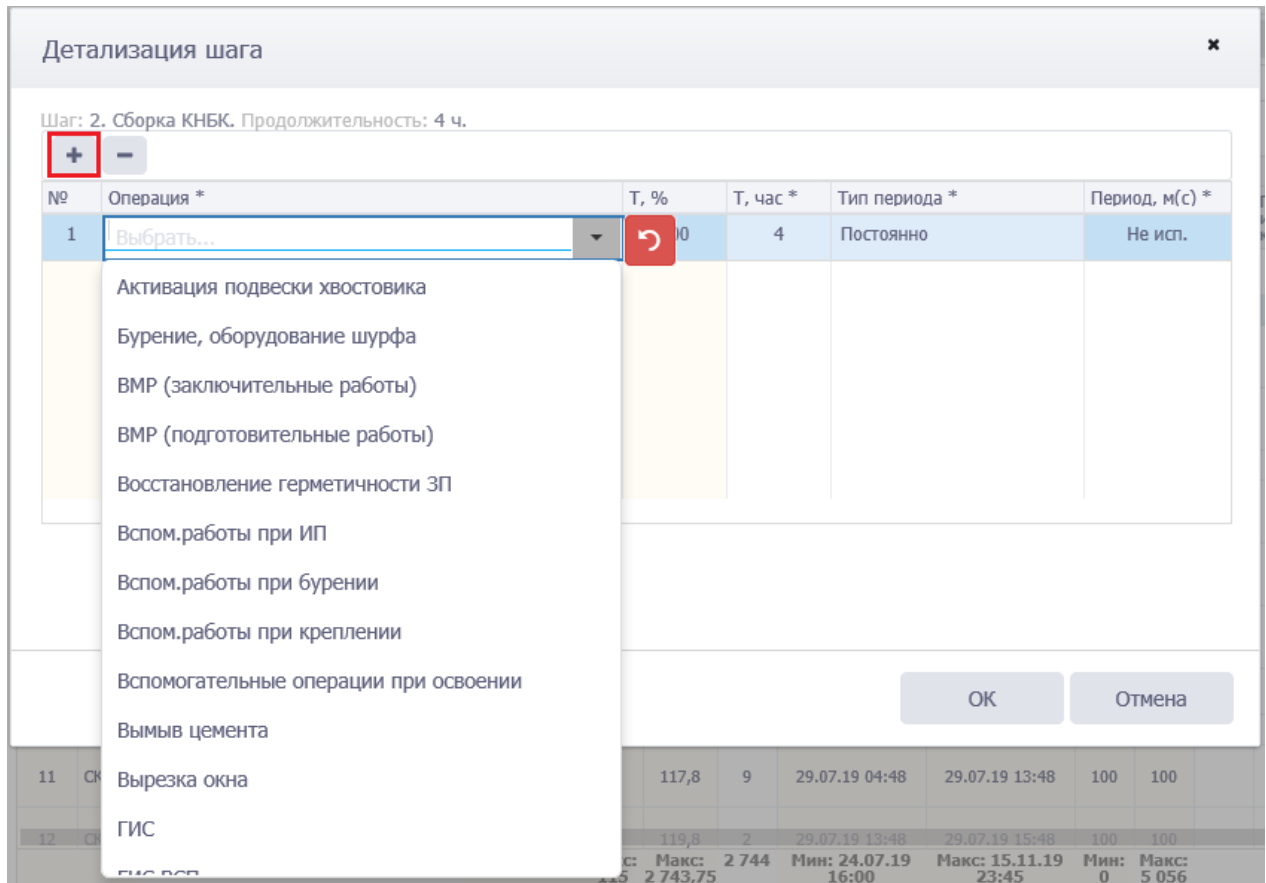 Детализация шага
Шаг: 2. Сборка КНБК. Продолжительность: 4 ч.
№ Операция * Т, % Т, час * Тип периода * Период, м(с) *
1 Выбрать... 4 Постоянно Не исп.
Активация подвески хвостовика
Бурение, оборудование шурфа
ВМР (заключительные работы)
ВМР (подготовительные работы)
Восстановление герметичности ЗП
Вспом.работы при ИП
Вспом.работы при бурении
Вспом.работы при креплении
Вспомогательные операции при освоении
OK Отмена
Вымыв цемента
11 117,8 9 29.07.19 04:48 29.07.19 13:48 100 100
Вырезка окна
ГИС
12 119,8 2 29.07.19 13:48 29.07.19 15:48 100 100
Макс: 2 744 Мин: 24.07.19 Макс: 15.11.19 Мин: Макс:
115 2 743,75 16:00 23:45 0 5 056